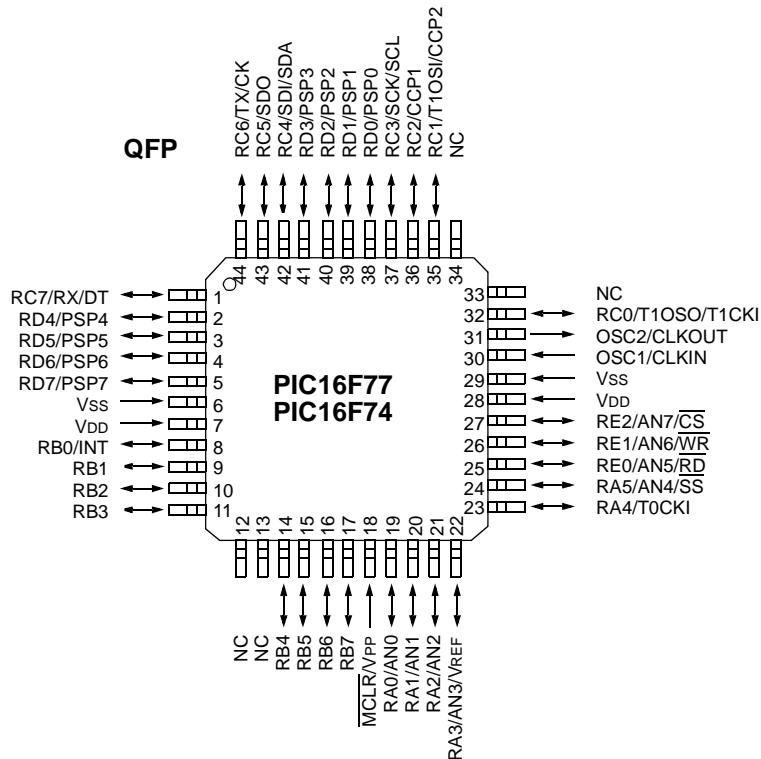 QFP
RC6/TX/CK
RC5/SDO
RC4/SDI/SDA
RD3/PSP3
RD2/PSP2
RD1/PSP1
RD0/PSP0
RC3/SCK/SCL
RC2/CCP1
RC1/T1OSI/CCP2
NC
44
43
42
41
40
39
38
37
36
35
34
RC7/RX/DT 1
RD4/PSP4 2
RD5/PSP5 3
RD6/PSP6 4
RD7/PSP7 5
VSS 6
VDD 7
RB0/INT 8
RB1 9
RB2 10
RB3 11
PIC16F77
PIC16F74
33 NC
32 RC0/T1OSO/T1CKI
31 OSC2/CLKOUT
30 OSC1/CLKIN
29 VSS
28 VDD
27 RE2/AN7/CS
26 RE1/AN6/WR
25 RE0/AN5/RD
24 RA5/AN4/SS
23 RA4/T0CKI
12
13
14
15
16
17
18
19
20
21
22
NC
NC
RB4
RB5
RB6
RB7
MCLR/VPP
RA0/AN0
RA1/AN1
RA2/AN2
RA3/AN3/VREF